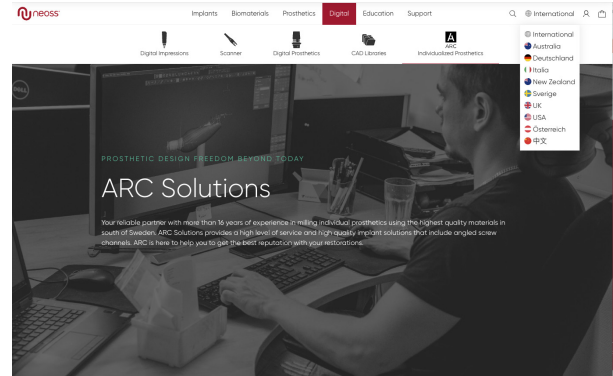 neoss
Implants Biomaterials Prosthetics Digital Education Support International
Digital Impressions Scanner Digital Prosthetics CAD Libraries ARC Individualized Prosthetics
International
Australia
Deutschland
Italia
New Zealand
Sverige
UK
USA
Österreich
中文
DELL
PROSTHETIC DESIGN FREEDOM BEYOND TODAY
ARC Solutions
Your reliable partner with more than 16 years of experience in milling individual prosthetics using the highest quality materials in
south of Sweden. ARC Solutions provides a high level of service and high quality implant solutions that include angled screw
channels. ARC is here to help you to get the best reputation with your restorations.